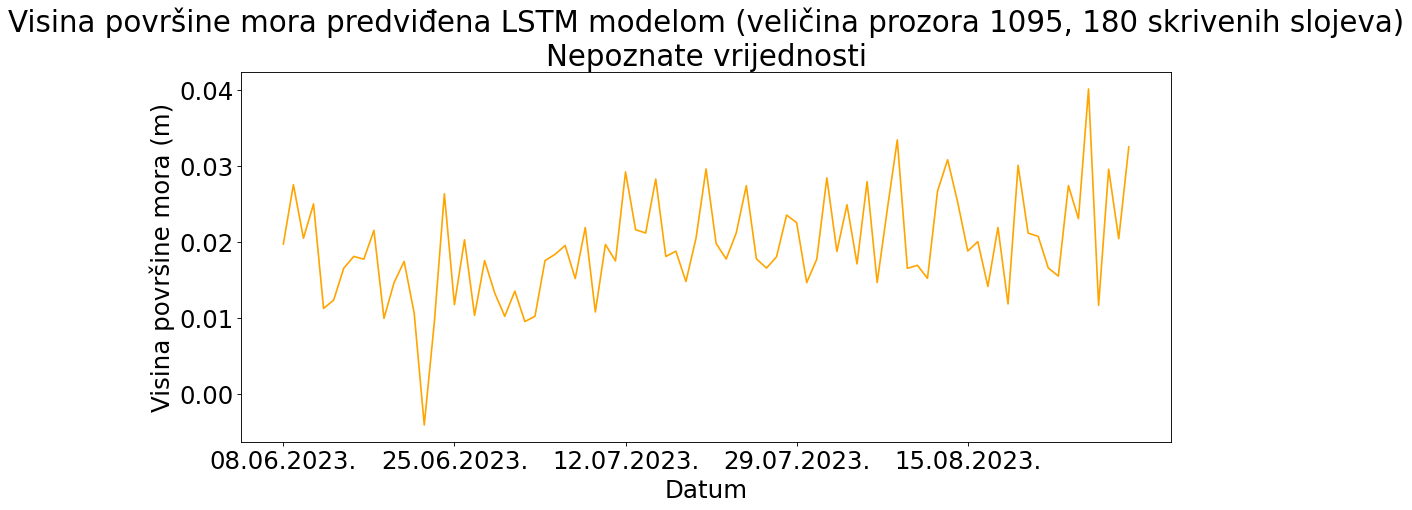 Visina površine mora predviđena LSTM modelom (veličina prozora 1095, 180 skrivenih slojeva)
Nepoznate vrijednosti
Visina površine mora (m)
0.04
0.03
0.02
0.01
0.00
08.06.2023. 25.06.2023. 12.07.2023. 29.07.2023. 15.08.2023.
Datum